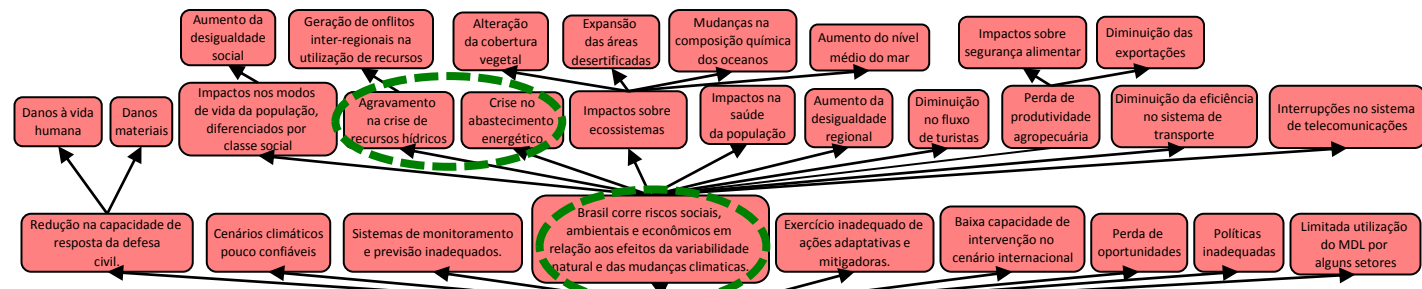 Aumento da
desigualdade
social
Geração de onflitos
inter-regionais na
utilização de recursos
Alteração
da cobertura
vegetal
Expansão
das áreas
desertificadas
Mudanças na
composição química
dos oceanos
Aumento do nível
médio do mar
Impactos sobre
segurança alimentar
Diminuição das
exportações
Danos à vida
humana
Danos
materiais
Impactos nos modos
de vida da população,
diferenciados por
classe social
Agravamento
na crise de
recursos hídricos
Crise no
abastecimento
energético
Impactos sobre
ecossistemas
Impactos na
saúde
da população
Aumento da
desigualdade
regional
Diminuição
no fluxo
de turistas
Perda de
produtividade
agropecuária
Diminuição da eficiência
no sistema de
transporte
Interrupções no sistema
de telecomunicações
Redução na capacidade de
resposta da defesa
civil.
Cenários climáticos
pouco confiáveis
Sistemas de monitoramento
e previsão inadequados.
Brasil corre riscos sociais,
ambientais e econômicos em
relação aos efeitos da variabilidade
natural e das mudanças climaticas.
Exercício inadequado de
ações adaptativas e
mitigadoras.
Baixa capacidade de
intervenção no
cenário internacional
Perda de
oportunidades
Políticas
inadequadas
Limitada utilização
do MDL por
alguns setores